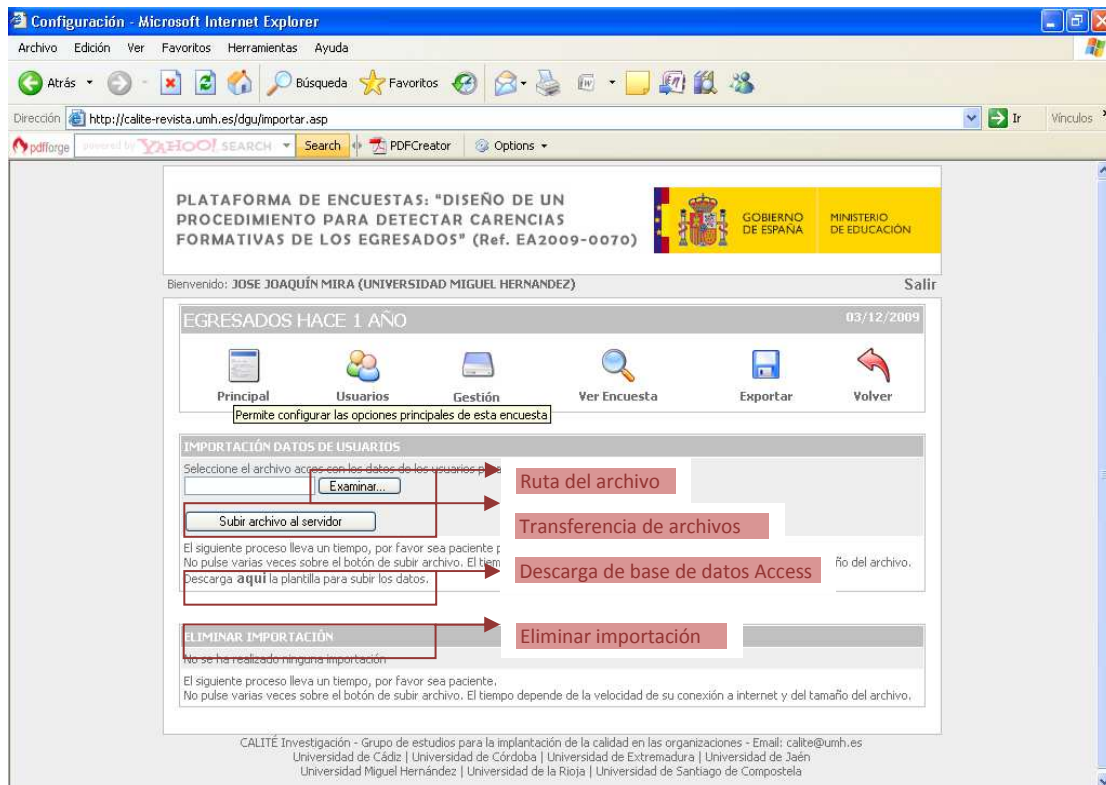 Configuración - Microsoft Internet Explorer
Archivo Edición Ver Favoritos Herramientas Ayuda
Atrás Búsqueda Favoritos
Dirección http://calite-revista.umh.es/dgu/importar.asp Ir Vínculos
pdfforge powered by YAHOO! SEARCH Search PDFCreator Options
PLATAFORMA DE ENCUESTAS: "DISEÑO DE UN
PROCEDIMIENTO PARA DETECTAR CARENCIAS
FORMATIVAS DE LOS EGRESADOS" (Ref. EA2009-0070)
GOBIERNO
DE ESPAÑA
MINISTERIO
DE EDUCACIÓN
Bienvenido: JOSE JOAQUÍN MIRA (UNIVERSIDAD MIGUEL HERNANDEZ) Salir
EGRESADOS HACE 1 AÑO 03/12/2009
Principal Usuarios Gestión Ver Encuesta Exportar Volver
Permite configurar las opciones principales de esta encuesta
IMPORTACIÓN DATOS DE USUARIOS
Seleccione el archivo acces con los datos de los usuarios
Examinar...
Ruta del archivo
Subir archivo al servidor
Transferencia de archivos
El siguiente proceso lleva un tiempo, por favor sea paciente
No pulse varias veces sobre el botón de subir archivo. El del archivo.
Descarga aquí la plantilla para subir los datos.
Descarga de base de datos Access
ELIMINAR IMPORTACIÓN
Eliminar importación
No se ha realizado ninguna importación
El siguiente proceso lleva un tiempo, por favor sea paciente.
No pulse varias veces sobre el botón de subir archivo. El tiempo depende de la velocidad de su conexión a internet y del tamaño del archivo.
CALITÉ Investigación - Grupo de estudios para la implantación de la calidad en las organizaciones - Email: calite@umh.es
Universidad de Cádiz | Universidad de Córdoba | Universidad de Extremadura | Universidad de Jaén
Universidad Miguel Hernández | Universidad de la Rioja | Universidad de Santiago de Compostela